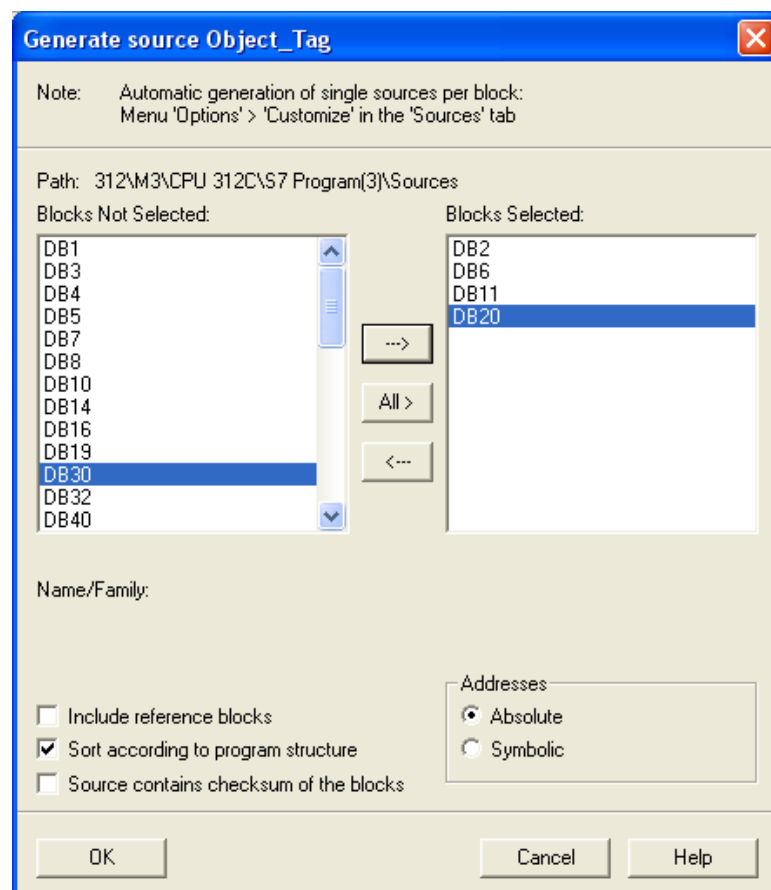 Generate source Object_Tag
Note: Automatic generation of single sources per block:
Menu 'Options' > 'Customize' in the 'Sources' tab
Path: 312\M3\CPU 312C\S7 Program(3)\Sources
Blocks Not Selected:
DB1
DB3
DB4
DB5
DB7
DB8
DB10
DB14
DB16
DB19
DB30
DB32
DB40
--->
All >
<---
Blocks Selected:
DB2
DB6
DB11
DB20
Name/Family:
Include reference blocks
Sort according to program structure
Source contains checksum of the blocks
Addresses
Absolute
Symbolic
OK
Cancel
Help